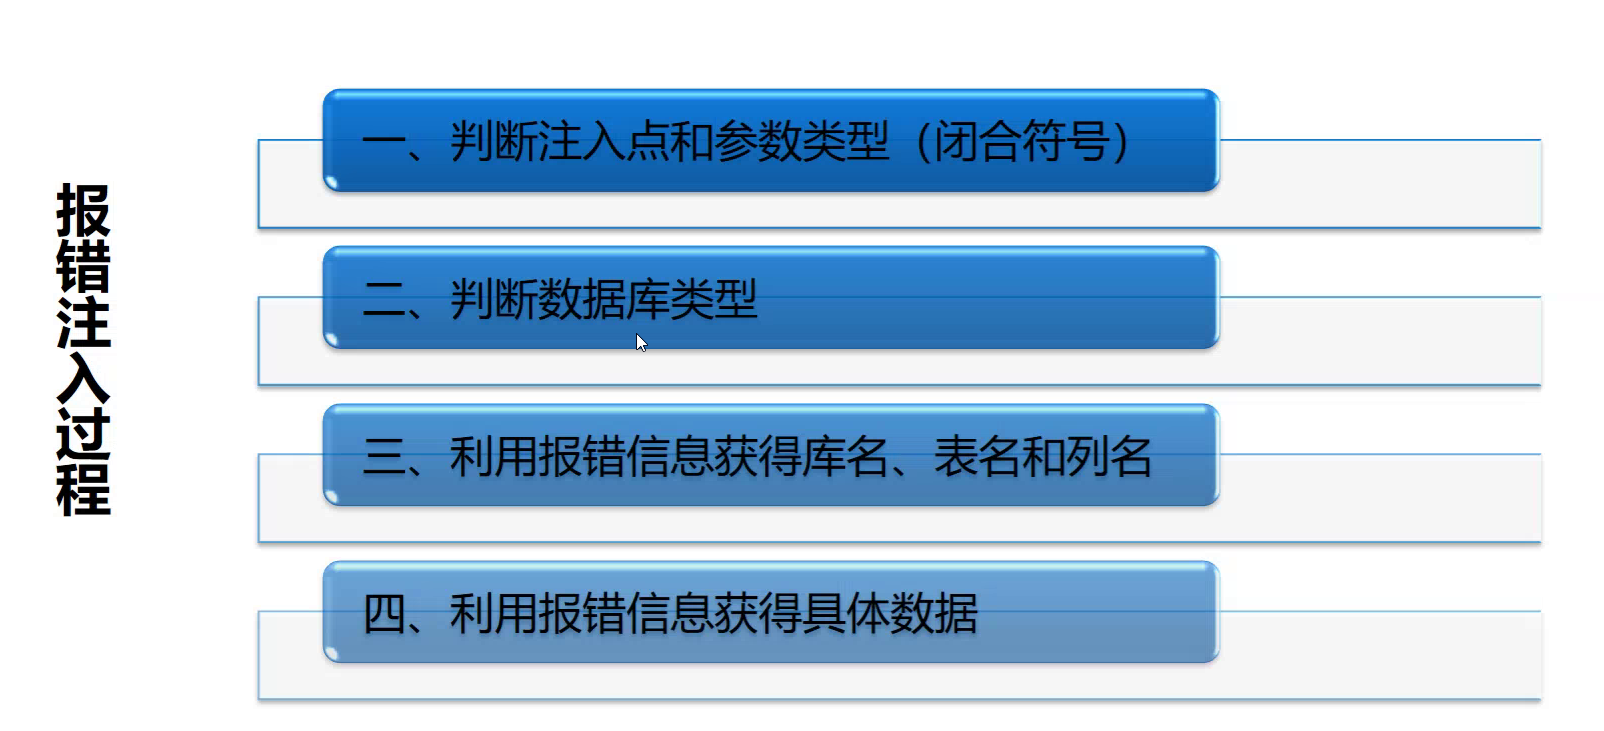 报错注入过程
一、判断注入点和参数类型（闭合符号）
二、判断数据库类型
三、利用报错信息获得库名、表名和列名
四、利用报错信息获得具体数据